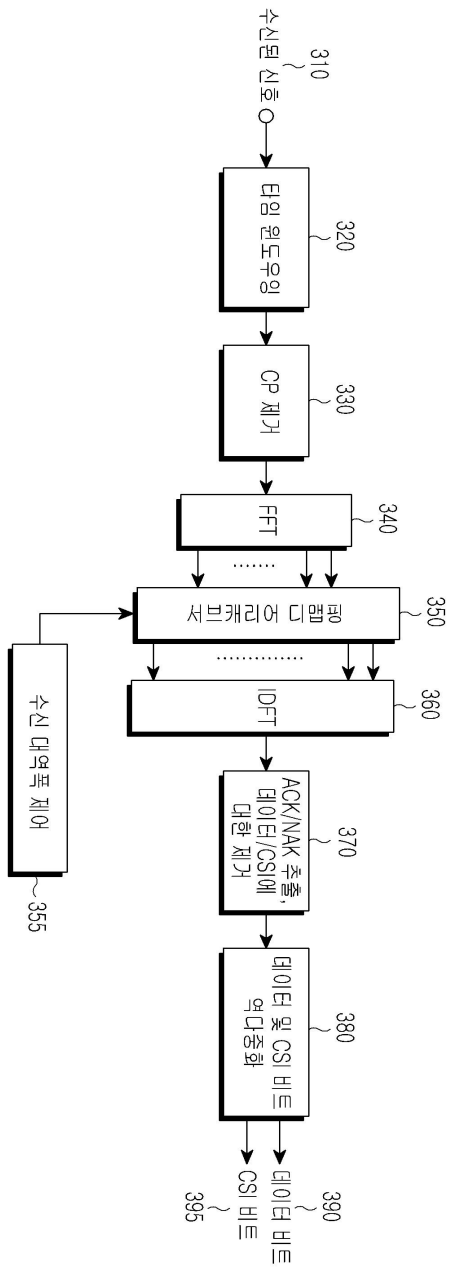 수신된 신호
310
타임 윈도우잉
320
CP 제거
330
FFT
340
서브캐리어 디맵핑
350
수신 대역폭 제어
355
IDFT
360
ACK/NAK 추출,
데이터/CSI에
대한 제거
370
데이터 및 CSI 비트
역다중화
380
데이터 비트
390
CSI 비트
395